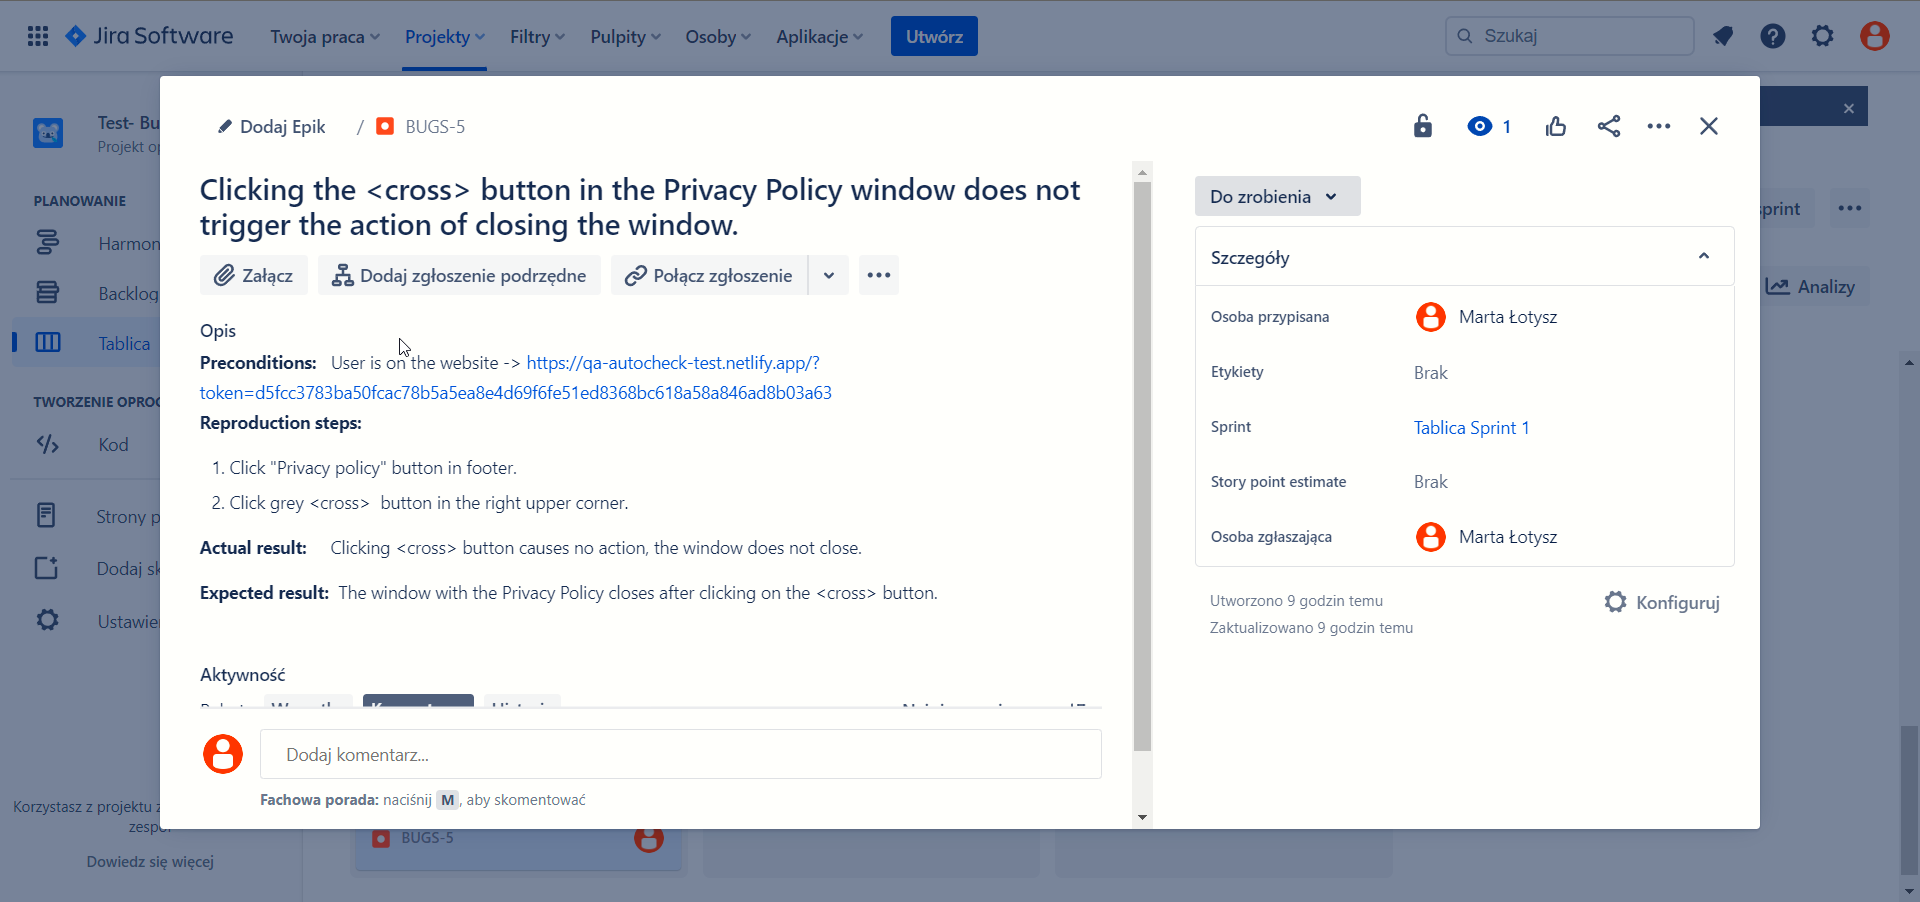 Jira Software
Twoja praca
Projekty
Filtry
Pulpity
Osoby
Aplikacje
Utwórz
Szukaj
Test- Bu
Projekt op
PLANOWANIE
Harmon
Backlog
Tablica
TWORZENIE OPROG
Kod
Strony p
Dodaj sk
Ustawie
Korzystasz z projektu z
zespo
Dowiedz się więcej
Dodaj Epik
/
BUGS-5
1
Clicking the <cross> button in the Privacy Policy window does not
trigger the action of closing the window.
Załącz
Dodaj zgłoszenie podrzędne
Połącz zgłoszenie
Opis
Preconditions: User is on the website -> https://qa-autocheck-test.netlify.app/?
token=d5fcc3783ba50fcac78b5a5ea8e4d69f6fe51ed8368bc618a58a846ad8b03a63
Reproduction steps:
1. Click "Privacy policy" button in footer.
2. Click grey <cross> button in the right upper corner.
Actual result: Clicking <cross> button causes no action, the window does not close.
Expected result: The window with the Privacy Policy closes after clicking on the <cross> button.
Aktywność
Dodaj komentarz...
Fachowa porada: naciśnij M, aby skomentować
Do zrobienia
Szczegóły
Osoba przypisana
Marta Łotysz
Etykiety
Brak
Sprint
Tablica Sprint 1
Story point estimate
Brak
Osoba zgłaszająca
Marta Łotysz
Utworzono 9 godzin temu
Zaktualizowano 9 godzin temu
Konfiguruj
sprint
Analizy
BUGS-5